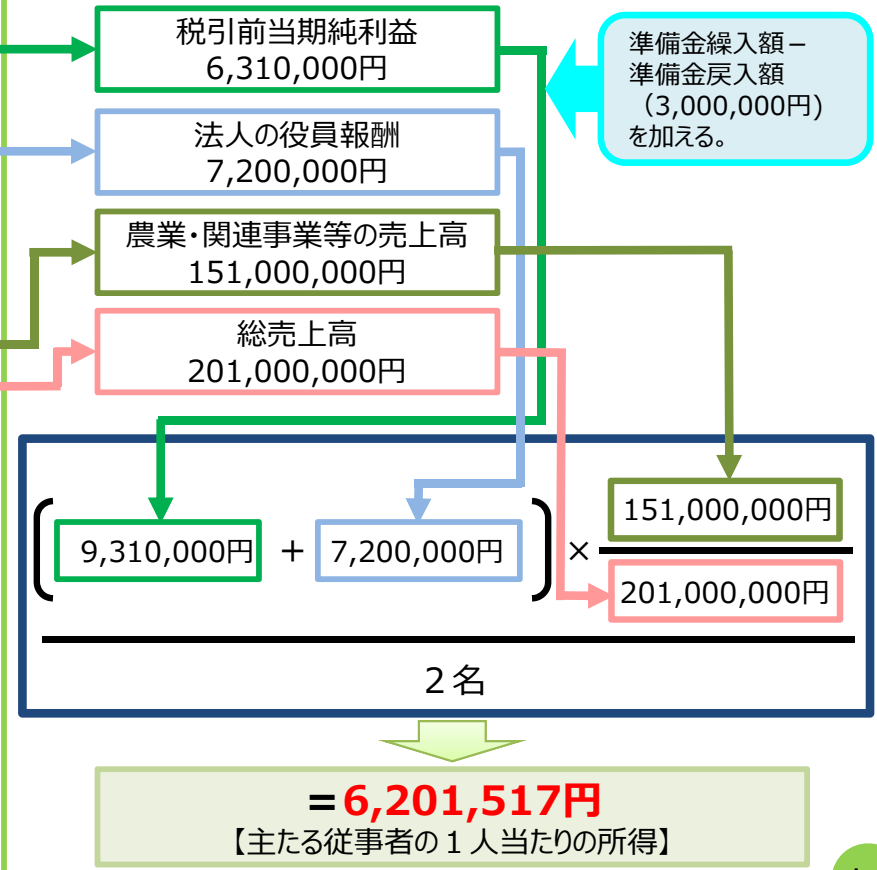 税引前当期純利益
6,310,000円
準備金繰入額－
準備金戻入額
（3,000,000円)
を加える。
法人の役員報酬
7,200,000円
農業・関連事業等の売上高
151,000,000円
総売上高
201,000,000円
9,310,000円 + 7,200,000円 × 151,000,000円
201,000,000円
２名
=6,201,517円
【主たる従事者の１人当たりの所得】